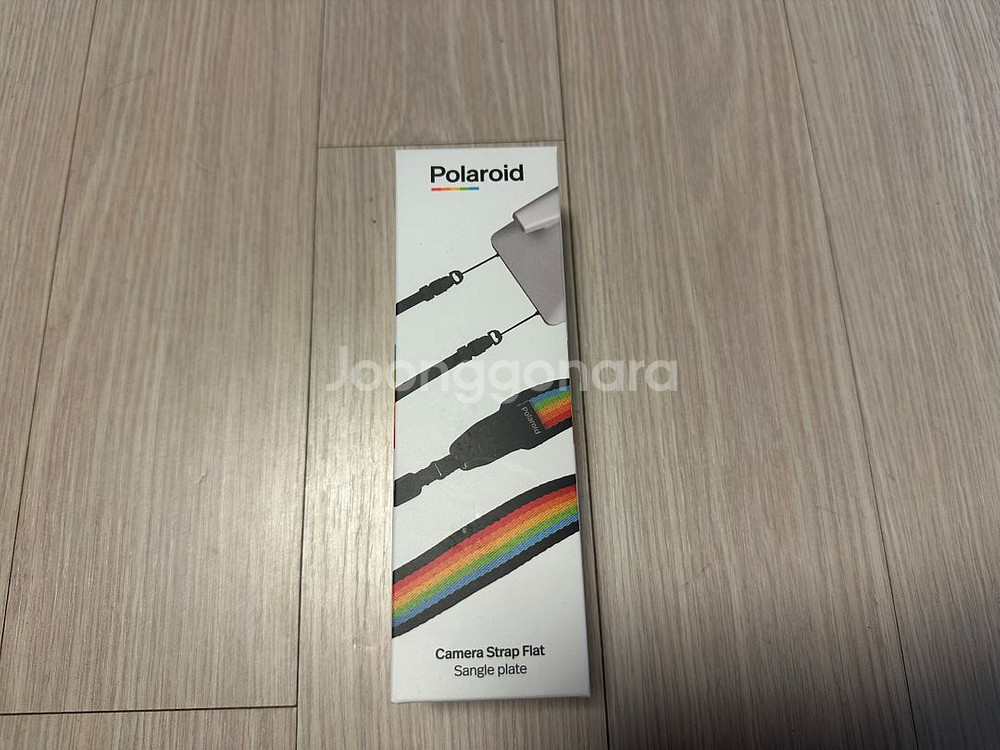 Polaroid
Joonggonara
Polaroid
Camera Strap Flat
Sangle plate